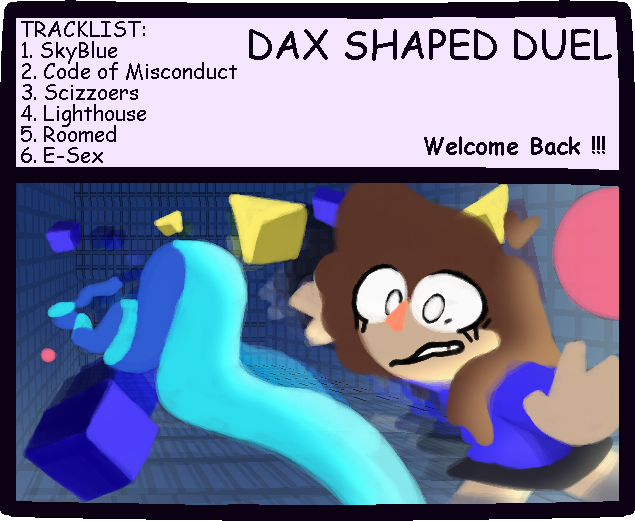 TRACKLIST:
1. SkyBlue
2. Code of Misconduct
3. Scizzoers
4. Lighthouse
5. Roomed
6. E-Sex
DAX SHAPED DUEL
Welcome Back !!!